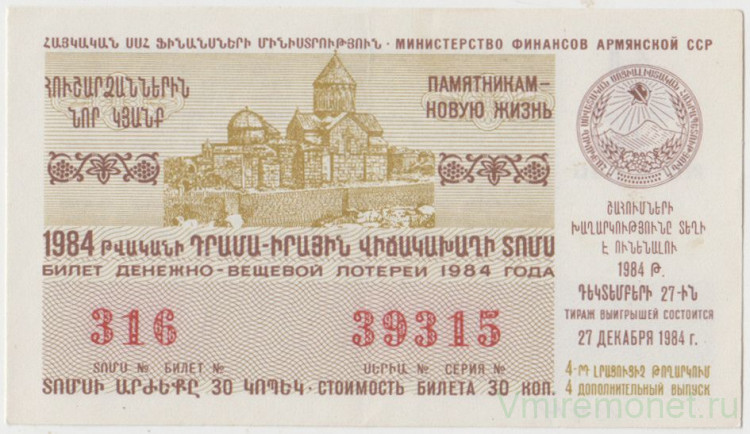 ՀԱՅԿԱԿԱՆ ՍՍՀ ՖԻՆԱՆՍՆԵՐԻ ՄԻՆԻՍՏՐՈՒԹՅՈՒՆ · МИНИСТЕРСТВО ФИНАНСОВ АРМЯНСКОЙ ССР
ՀՈՒՇԱՐՁԱՆՆԵՐԻՆ
ՆՈՐ ԿՅԱՆՔ
ПАМЯТНИКАМ—
НОВУЮ ЖИЗНЬ
1984 ԹՎԱԿԱՆԻ ԴՐԱՄԱ-ԻՐԱՅԻՆ ՎԻՃԱԿԱԽԱՂԻ ՏՈՄՍ
БИЛЕТ ДЕНЕЖНО-ВЕЩЕВОЙ ЛОТЕРЕИ 1984 ГОДА
316 39315
ՏՈՄՍ № БИЛЕТ № ՍԵՐԻԱ № СЕРИЯ №
ՏՈՄՍԻ ԱՐԺԵՔԸ 30 ԿՈՊԵԿ · СТОИМОСТЬ БИЛЕТА 30 КОП.
ՇԱՀՈՒՄՆԵՐԻ
ԽԱՂԱՐԿՈՒԹՅՈՒՆԸ ՏԵՂԻ
Է ՈՒՆԵՆԱԼՈՒ
1984 Թ.
ԴԵԿՏԵՄԲԵՐԻ 27-ԻՆ
ТИРАЖ ВЫИГРЫШЕЙ СОСТОИТСЯ
27 ДЕКАБРЯ 1984 г.
4-ՐԴ ԼՐԱՑՈՒՑԻՉ ԹՈՂԱՐԿՈՒՄ
4 ДОПОЛНИТЕЛЬНЫЙ ВЫПУСК
Vmiremonet.ru